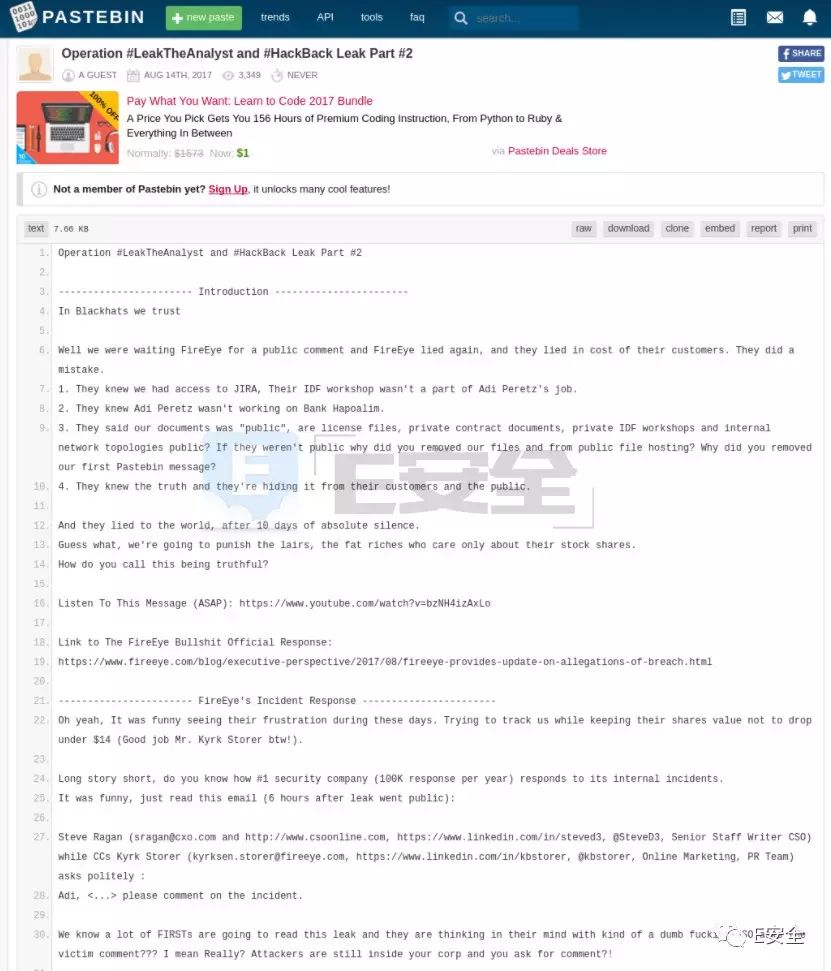 0011
1000
101
PASTEBIN
+ new paste
trends
API
tools
faq
search...
Operation #LeakTheAnalyst and #HackBack Leak Part #2
A GUEST
AUG 14TH, 2017
3,349
NEVER
SHARE
TWEET
100% OFF
Pay What You Want: Learn to Code 2017 Bundle
A Price You Pick Gets You 156 Hours of Premium Coding Instruction, From Python to Ruby &
Everything In Between
Normally: $1573 Now: $1
via Pastebin Deals Store
Not a member of Pastebin yet? Sign Up, it unlocks many cool features!
text 7.66 KB
raw
download
clone
embed
report
print
1. Operation #LeakTheAnalyst and #HackBack Leak Part #2
2.
3. ----------------------- Introduction -----------------------
4. In Blackhats we trust
5.
6. Well we were waiting FireEye for a public comment and FireEye lied again, and they lied in cost of their customers. They did a
mistake.
7. 1. They knew we had access to JIRA, Their IDF workshop wasn't a part of Adi Peretz's job.
8. 2. They knew Adi Peretz wasn't working on Bank Hapoalim.
9. 3. They said our documents was "public", are license files, private contract documents, private IDF workshops and internal
network topologies public? If they weren't public why did you removed our files and from public file hosting? Why did you removed
our first Pastebin message?
10. 4. They knew the truth and they're hiding it from their customers and the public.
11.
12. And they lied to the world, after 10 days of absolute silence.
13. Guess what, we're going to punish the lairs, the fat riches who care only about their stock shares.
14. How do you call this being truthful?
15.
16. Listen To This Message (ASAP): https://www.youtube.com/watch?v=bzNH4izAxLo
17.
18. Link to The FireEye Bullshit Official Response:
19. https://www.fireeye.com/blog/executive-perspective/2017/08/fireeye-provides-update-on-allegations-of-breach.html
20.
21. ----------------------- FireEye's Incident Response -----------------------
22. Oh yeah, It was funny seeing their frustration during these days. Trying to track us while keeping their shares value not to drop
under $14 (Good job Mr. Kyrk Storer btw!).
23.
24. Long story short, do you know how #1 security company (100K response per year) responds to its internal incidents.
25. It was funny, just read this email (6 hours after leak went public):
26.
27. Steve Ragan (sragan@cxo.com and http://www.csoonline.com, https://www.linkedin.com/in/steved3, @SteveD3, Senior Staff Writer CSO)
while CCs Kyrk Storer (kyrksen.storer@fireeye.com, https://www.linkedin.com/in/kbstorer, @kbstorer, Online Marketing, PR Team)
asks politely :
28. Adi, <...> please comment on the incident.
29.
30. We know a lot of FIRSTs are going to read this leak and they are thinking in their mind with kind of a dumb
victim comment??? I mean Really? Attackers are still inside your corp and you ask for comment?!
E安全
E安全